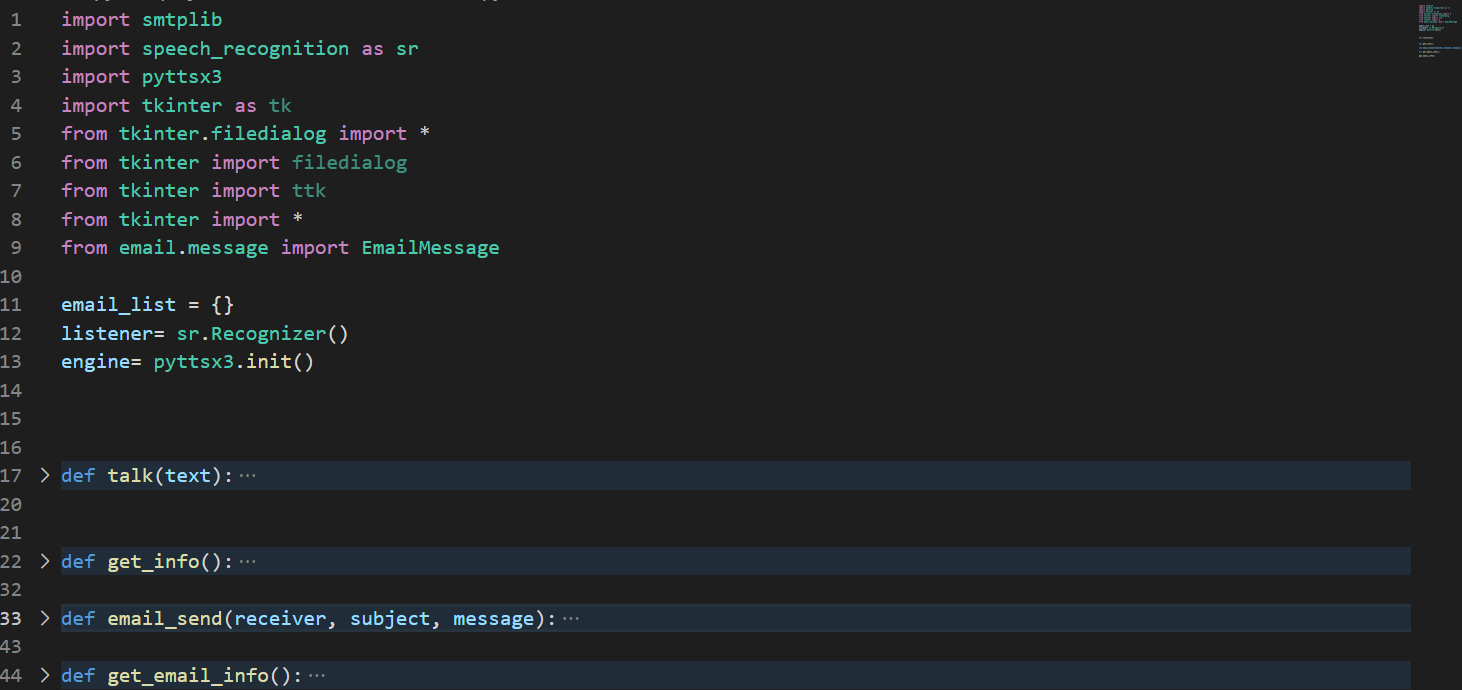 1 import smtplib
2 import speech_recognition as sr
3 import pyttsx3
4 import tkinter as tk
5 from tkinter.filedialog import *
6 from tkinter import filedialog
7 from tkinter import ttk
8 from tkinter import *
9 from email.message import EmailMessage
10
11 email_list = {}
12 listener= sr.Recognizer()
13 engine= pyttsx3.init()
14
15
16
17 > def talk(text):···
20
21
22 > def get_info():···
32
33 > def email_send(receiver, subject, message):···
43
44 > def get_email_info():···